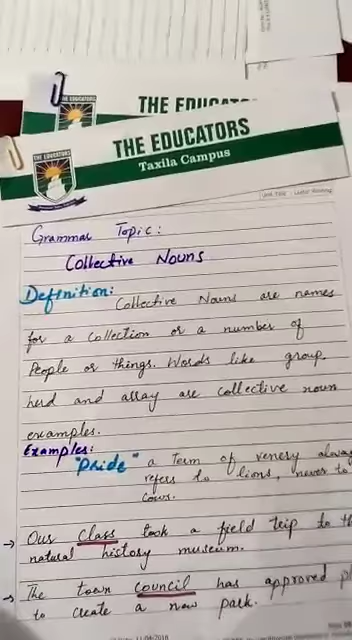 THE EDUCATORS
THE EDUCATORS
THE EDUCATORS
Taxila Campus
Grammar Topic:
Collective Nouns
Definition: Collective Nouns are names
for a collection or a number of
People or things. Words like group,
herd and array are collective noun
examples.
Examples:
"Pride" a term of venery always
refers to lions, never to
cows.
→ Our class took a field trip to the
natural history museum.
→ The town council has approved
to create a new park.